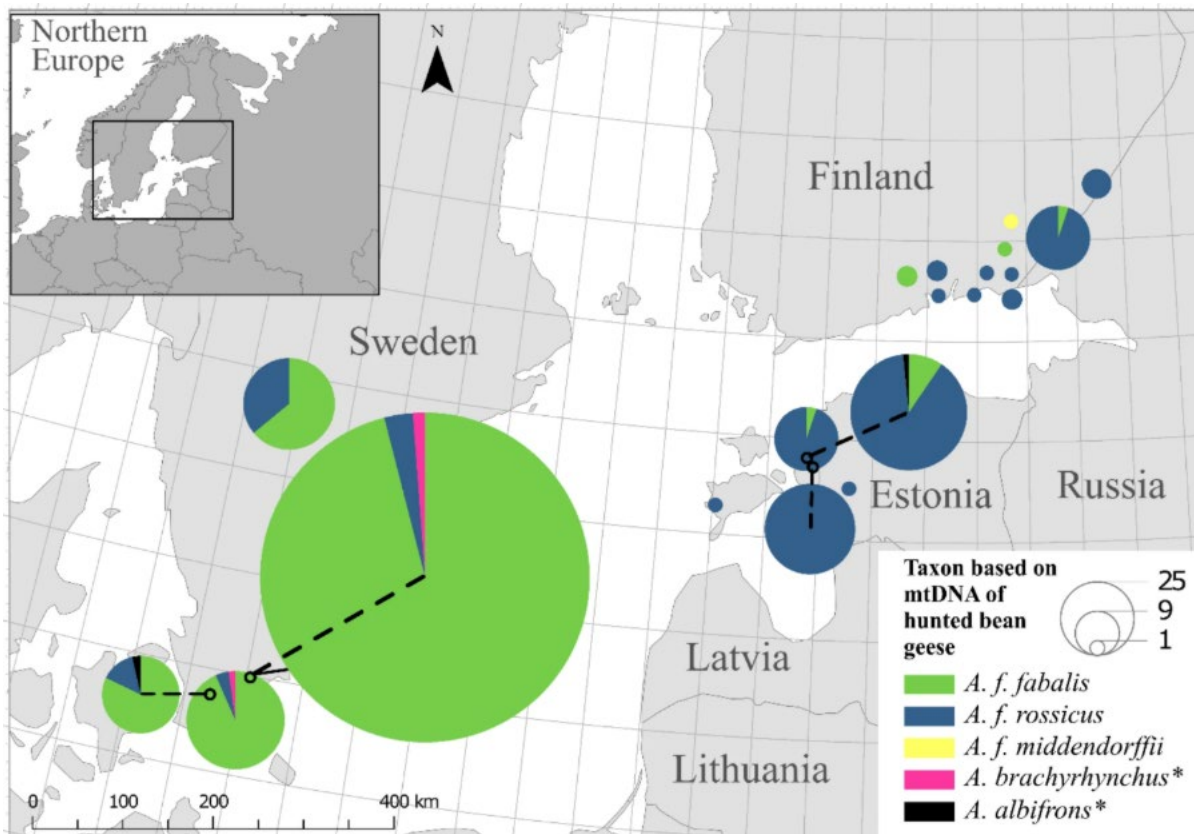 Northern
Europe
N
Finland
Sweden
Estonia
Russia
Latvia
Lithuania
Taxon based on
mtDNA of
hunted bean
geese
25
9
1
A. f. fabalis
A. f. rossicus
A. f. middendorffii
A. brachyrhynchus*
A. albifrons*
0 100 200 400 km